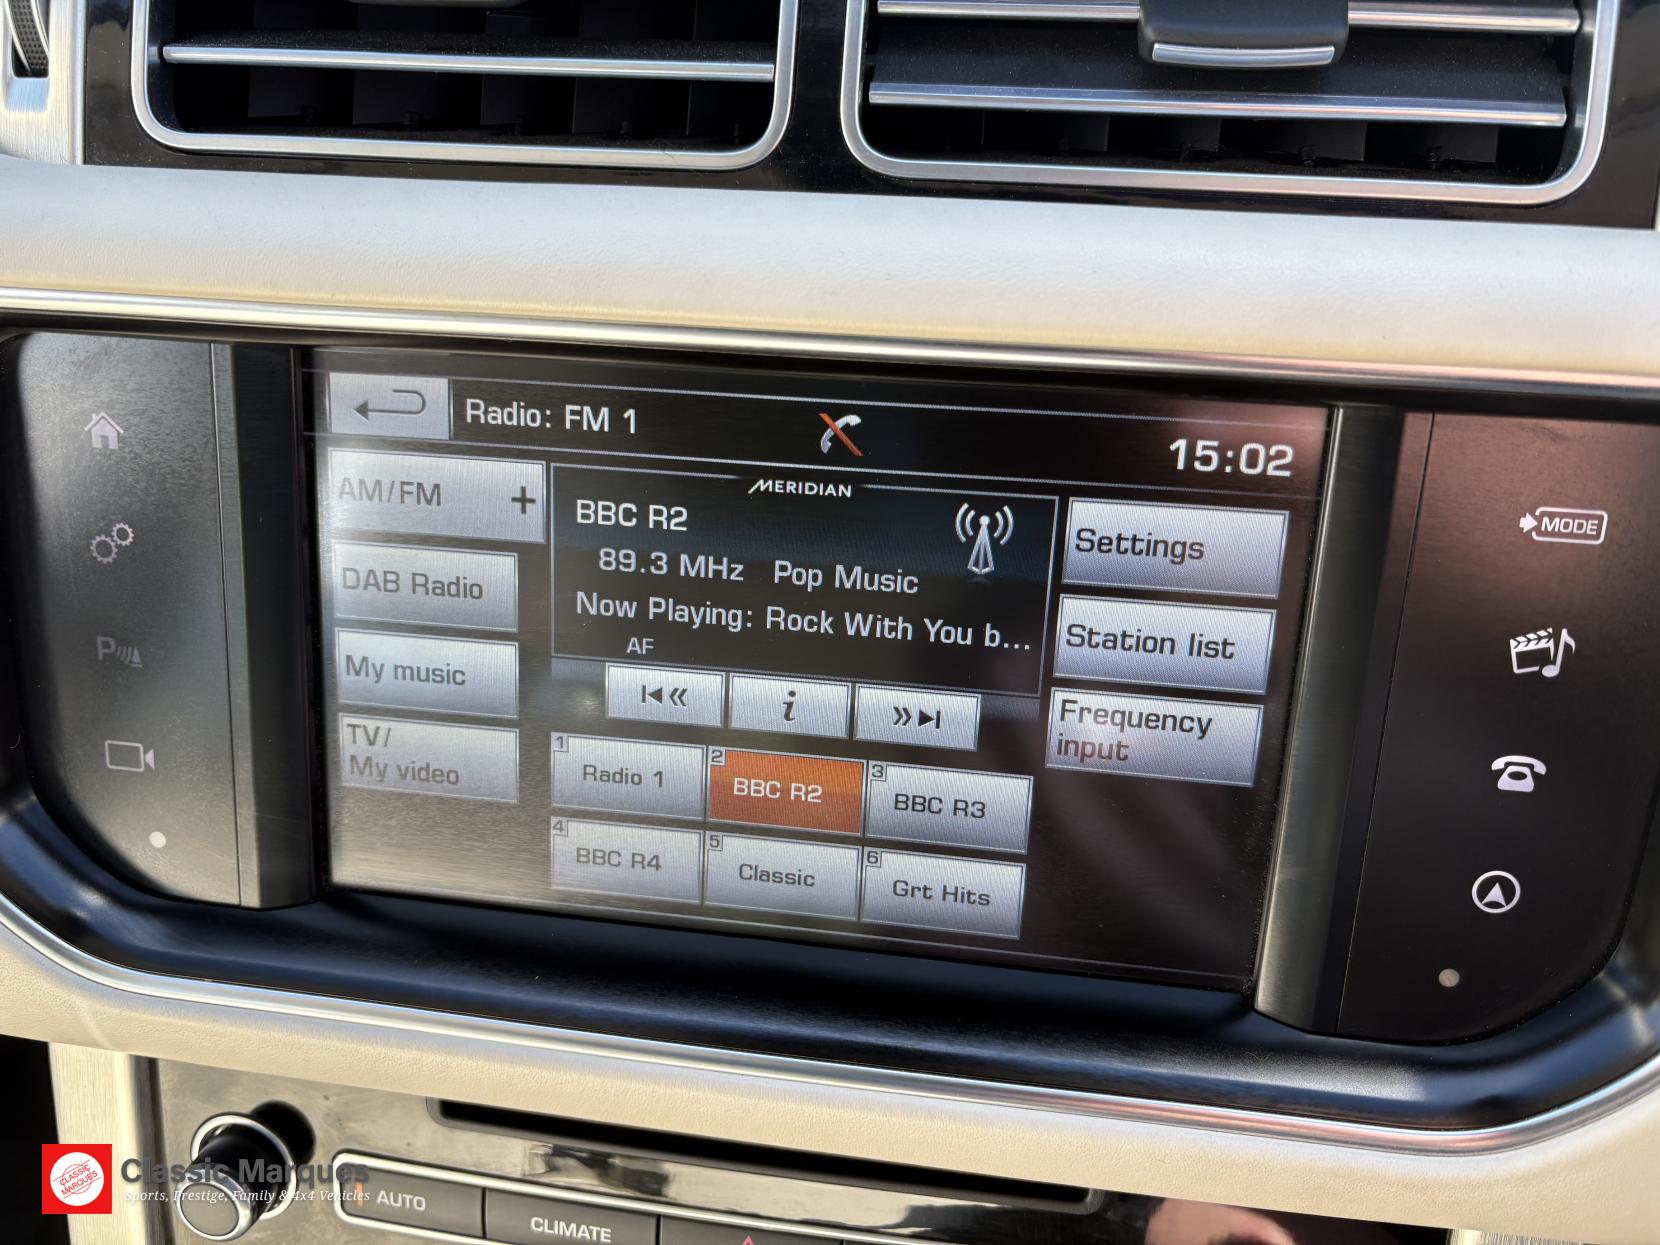 Radio: FM 1
15:02
AM/FM +
DAB Radio
My music
TV/
My video
MERIDIAN
BBC R2
89.3 MHz Pop Music
Now Playing: Rock With You b...
AF
i
Settings
Station list
Frequency
input
1 Radio 1
2 BBC R2
3 BBC R3
4 BBC R4
5 Classic
6 Grt Hits
P
MODE
AUTO
CLIMATE
CLASSIC
MARQUES
Classic Marques
Sports, Prestige, Family & 4x4 Vehicles